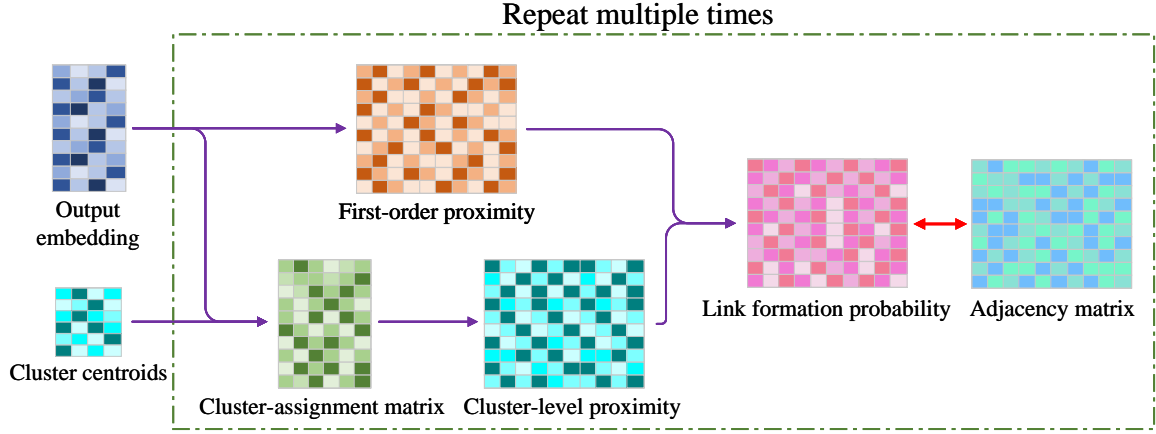 Repeat multiple times
Output
embedding
First-order proximity
Link formation probability
Adjacency matrix
Cluster centroids
Cluster-assignment matrix
Cluster-level proximity